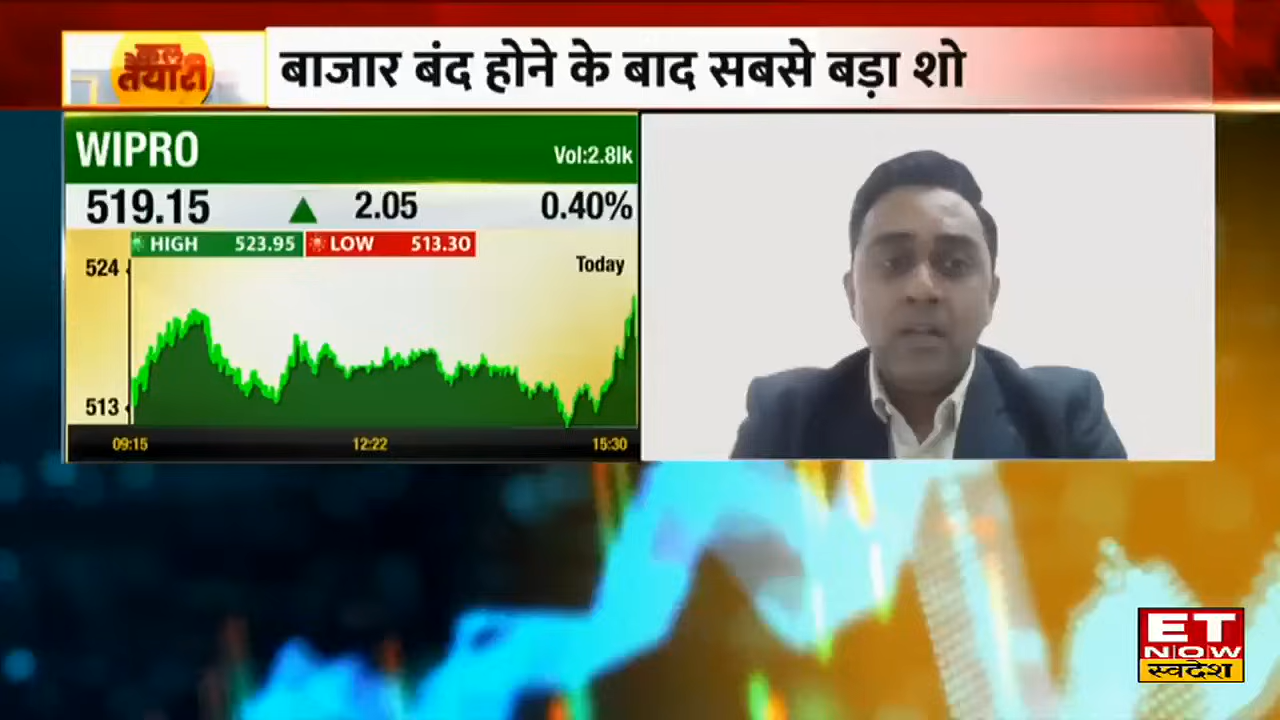 तैयारी
बाजार बंद होने के बाद सबसे बड़ा शो
WIPRO
Vol:2.8lk
519.15 ▲ 2.05 0.40%
HIGH 523.95 LOW 513.30
Today
524
513
09:15 12:22 15:30
ET
NOW
स्वदेश